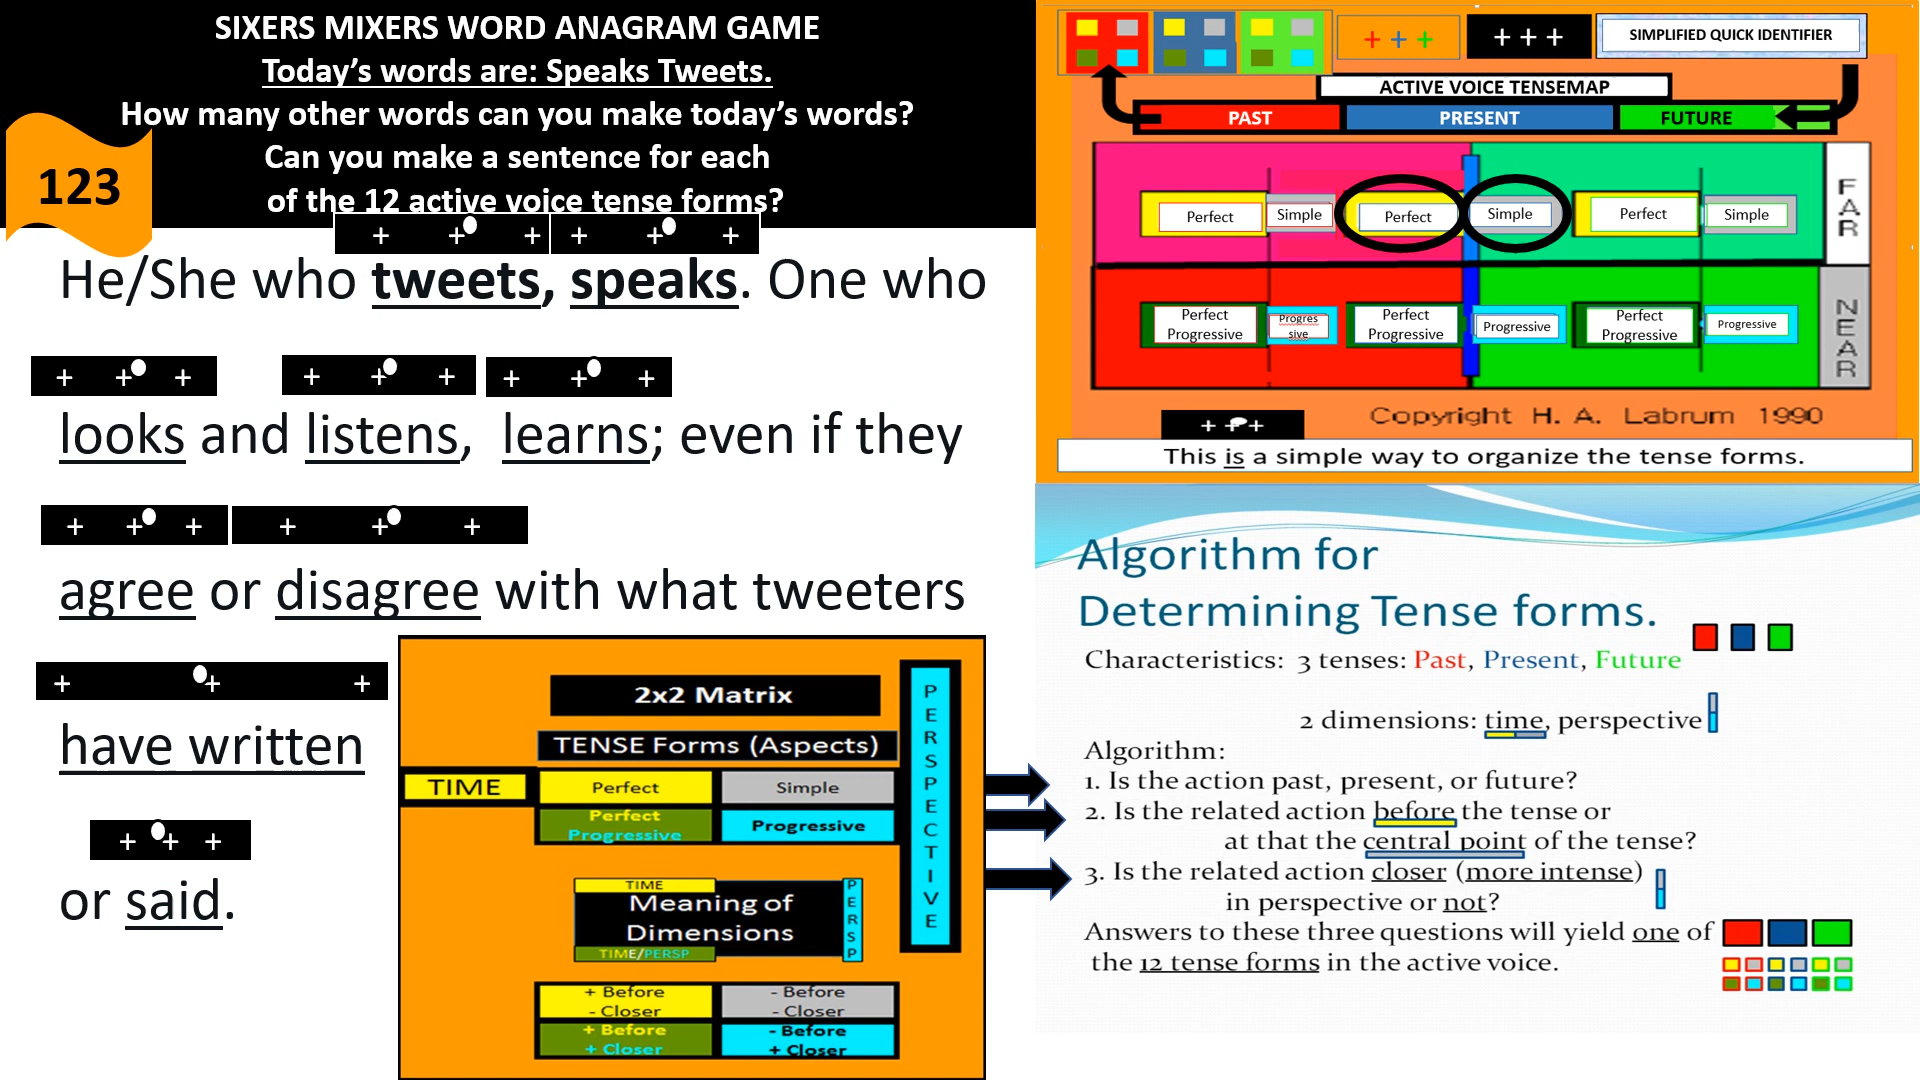 SIXERS MIXERS WORD ANAGRAM GAME
Today’s words are: Speaks Tweets.
How many other words can you make today’s words?
Can you make a sentence for each
of the 12 active voice tense forms?
123
+ + + + + +
He/She who tweets, speaks. One who
+ + + + + + + + +
looks and listens, learns; even if they
+ + + + + +
agree or disagree with what tweeters
+ + +
have written
+ + +
or said.
2x2 Matrix
TENSE Forms (Aspects)
TIME
Perfect Simple
Perfect Progressive
Progressive
PERSPECTIVE
TIME
Meaning of
Dimensions
TIME/PERSP
PERSP
+ Before
- Closer
- Before
- Closer
+ Before
+ Closer
- Before
+ Closer
+ + +
+ + +
SIMPLIFIED QUICK IDENTIFIER
ACTIVE VOICE TENSEMAP
PAST PRESENT FUTURE
Perfect Simple Perfect Simple Perfect Simple
FAR
Perfect Progressive
Progres
sive
Perfect Progressive
Progressive
Perfect Progressive
Progressive
NEAR
Copyright H. A. Labrum 1990
+ + +
This is a simple way to organize the tense forms.
Algorithm for
Determining Tense forms.
Characteristics: 3 tenses: Past, Present, Future
2 dimensions: time, perspective
Algorithm:
1. Is the action past, present, or future?
2. Is the related action before the tense or
at that the central point of the tense?
3. Is the related action closer (more intense)
in perspective or not?
Answers to these three questions will yield one of
the 12 tense forms in the active voice.